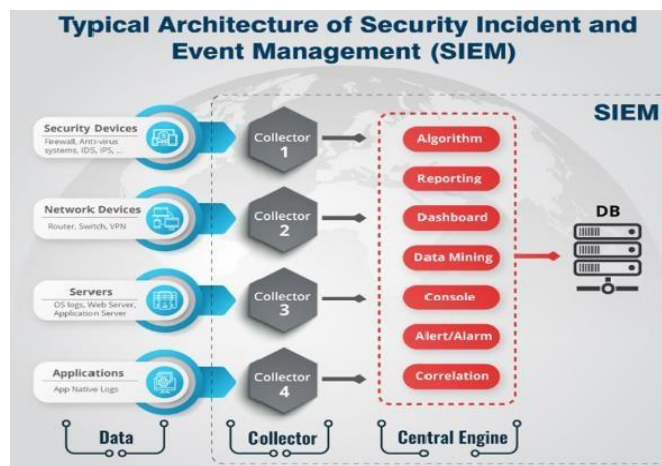 Typical Architecture of Security Incident and
Event Management (SIEM)
SIEM
Security Devices
Firewall, Anti-virus
systems, IDS, IPS, ...
Collector
1
Algorithm
Reporting
Network Devices
Router, Switch, VPN
Collector
2
Dashboard
DB
Data Mining
Servers
OS logs, Web Server,
Application Server
Collector
3
Console
Alert/Alarm
Applications
App Native Logs
Collector
4
Correlation
Data
Collector
Central Engine